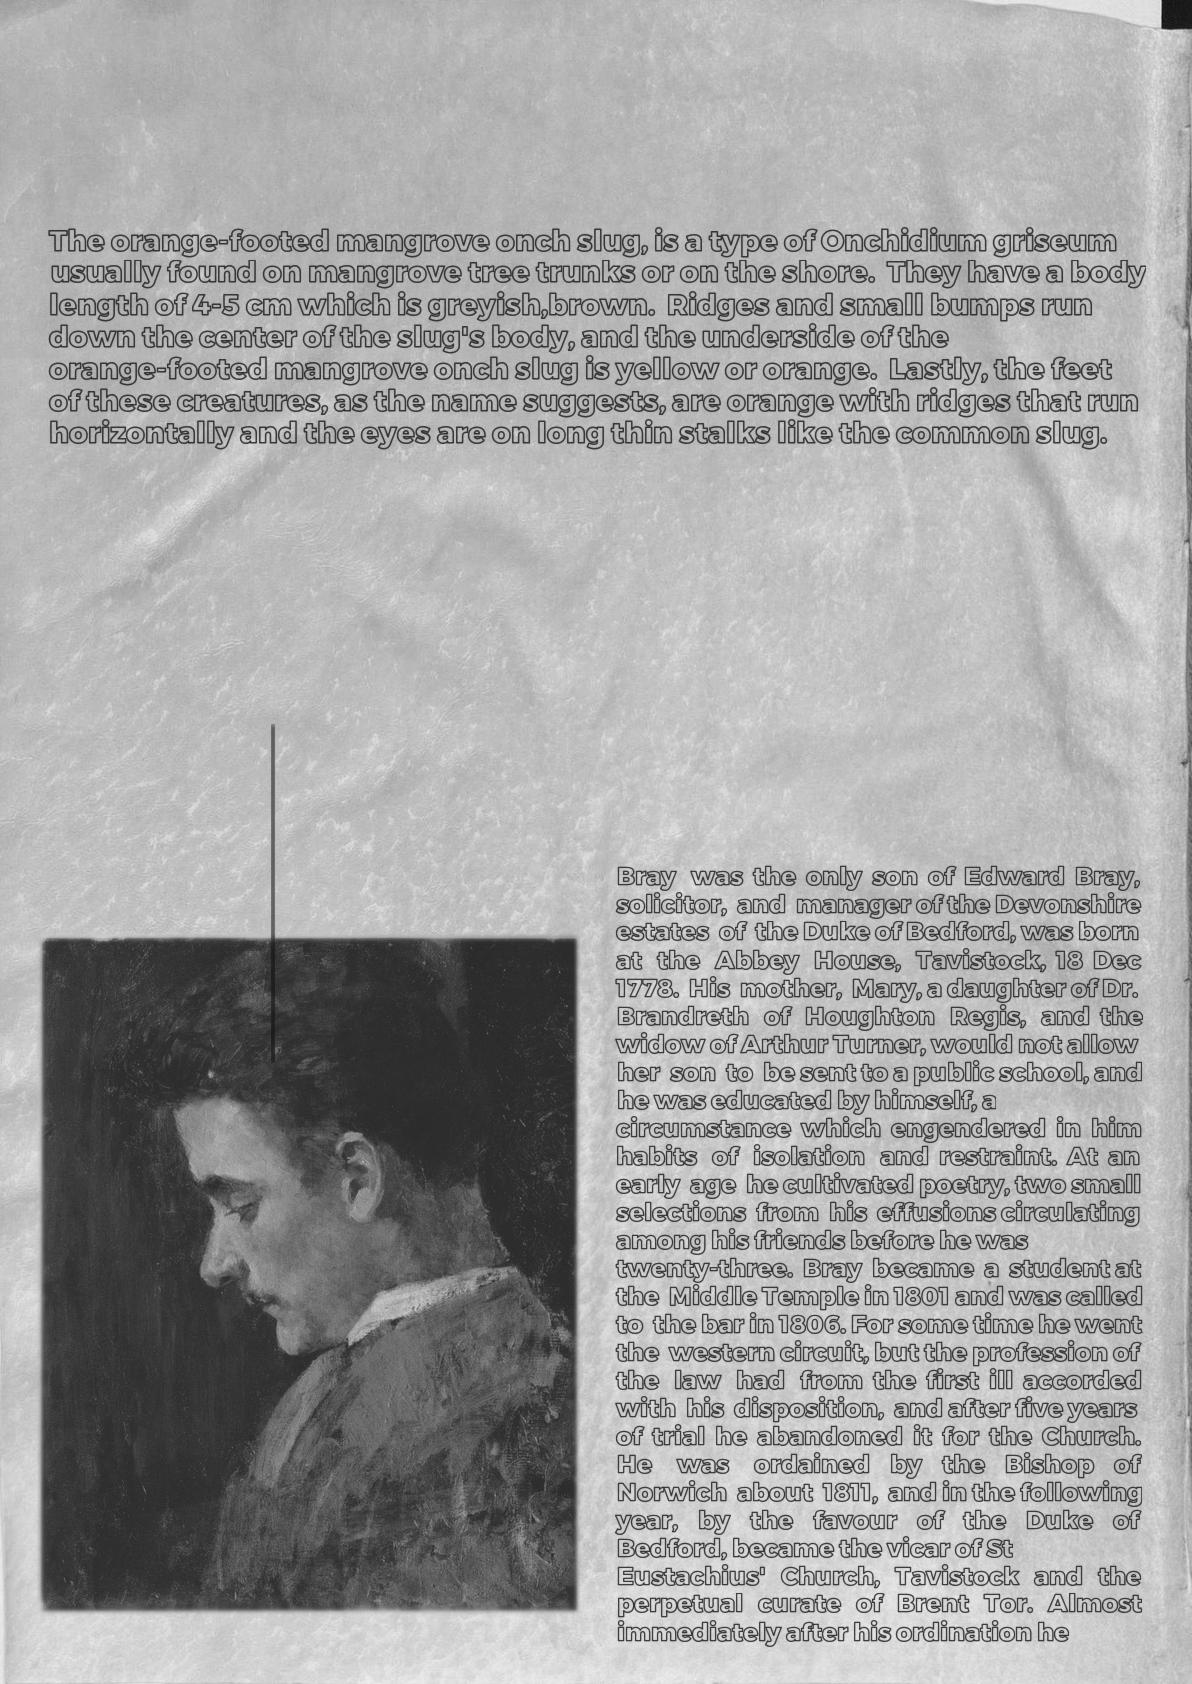 The orange-footed mangrove onch slug, is a type of Onchidium griseum
usually found on mangrove tree trunks or on the shore. They have a body
length of 4-5 cm which is greyish,brown. Ridges and small bumps run
down the center of the slug's body, and the underside of the
orange-footed mangrove onch slug is yellow or orange. Lastly, the feet
of these creatures, as the name suggests, are orange with ridges that run
horizontally and the eyes are on long thin stalks like the common slug.
Bray was the only son of Edward Bray,
solicitor, and manager of the Devonshire
estates of the Duke of Bedford, was born
at the Abbey House, Tavistock, 18 Dec
1778. His mother, Mary, a daughter of Dr.
Brandreth of Houghton Regis, and the
widow of Arthur Turner, would not allow
her son to be sent to a public school, and
he was educated by himself, a
circumstance which engendered in him
habits of isolation and restraint. At an
early age he cultivated poetry, two small
selections from his effusions circulating
among his friends before he was
twenty-three. Bray became a student at
the Middle Temple in 1801 and was called
to the bar in 1806. For some time he went
the western circuit, but the profession of
the law had from the first ill accorded
with his disposition, and after five years
of trial he abandoned it for the Church.
He was ordained by the Bishop of
Norwich about 1811, and in the following
year, by the favour of the Duke of
Bedford, became the vicar of St
Eustachius' Church, Tavistock and the
perpetual curate of Brent Tor. Almost
immediately after his ordination he